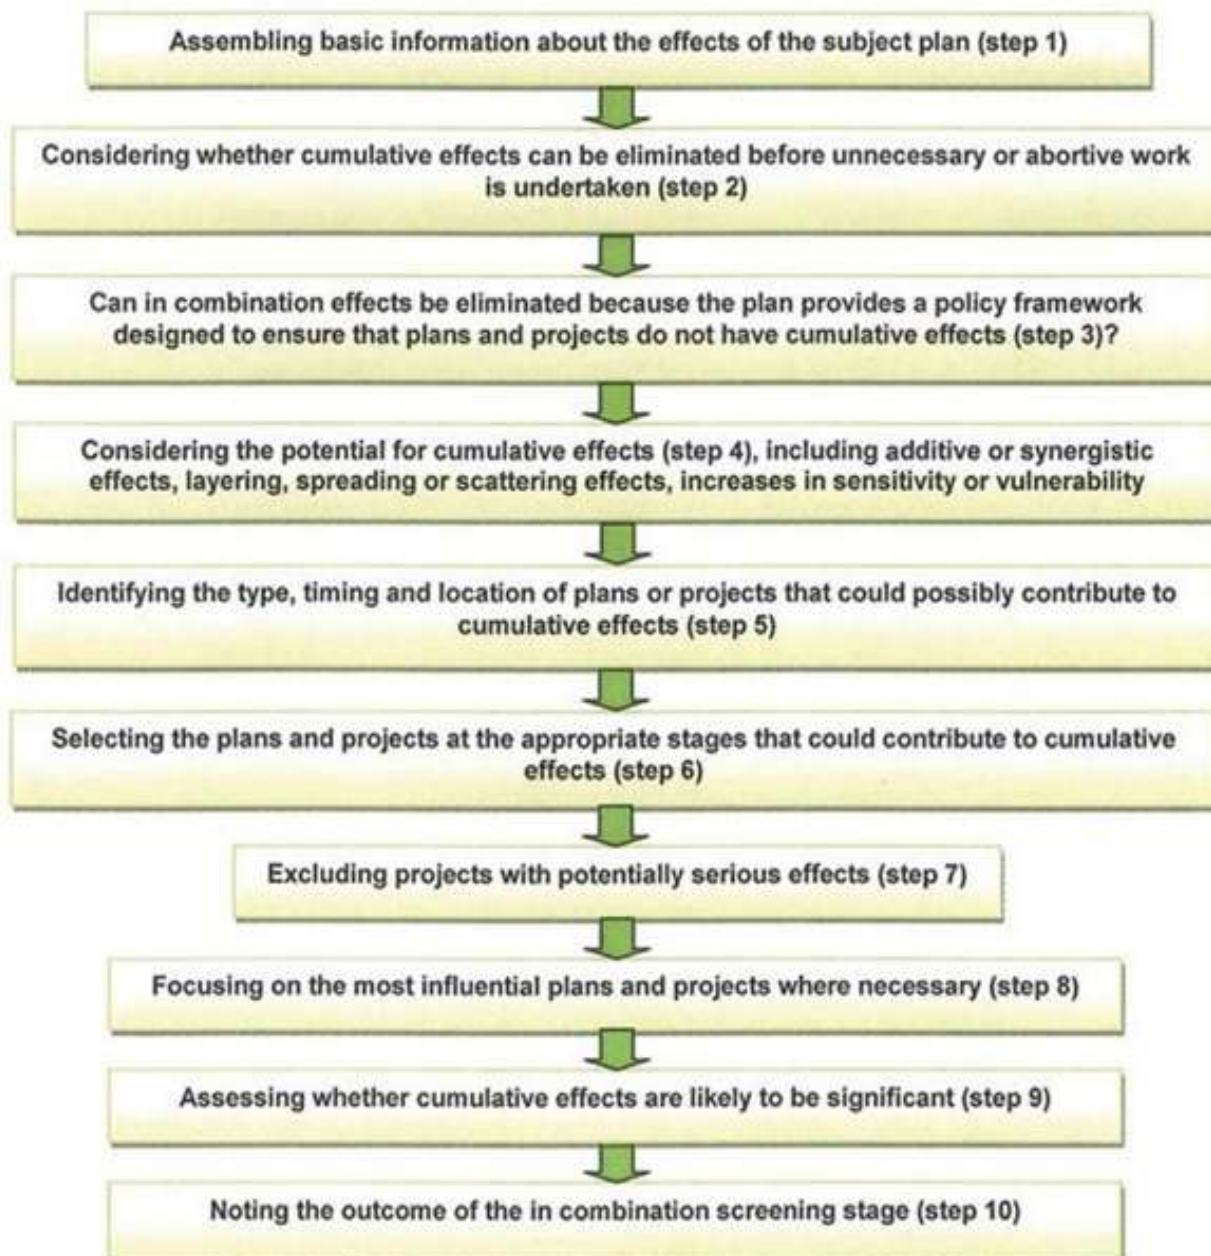 Assembling basic information about the effects of the subject plan (step 1)
Considering whether cumulative effects can be eliminated before unnecessary or abortive work
is undertaken (step 2)
Can in combination effects be eliminated because the plan provides a policy framework
designed to ensure that plans and projects do not have cumulative effects (step 3)?
Considering the potential for cumulative effects (step 4), including additive or synergistic
effects, layering, spreading or scattering effects, increases in sensitivity or vulnerability
Identifying the type, timing and location of plans or projects that could possibly contribute to
cumulative effects (step 5)
Selecting the plans and projects at the appropriate stages that could contribute to cumulative
effects (step 6)
Excluding projects with potentially serious effects (step 7)
Focusing on the most influential plans and projects where necessary (step 8)
Assessing whether cumulative effects are likely to be significant (step 9)
Noting the outcome of the in combination screening stage (step 10)